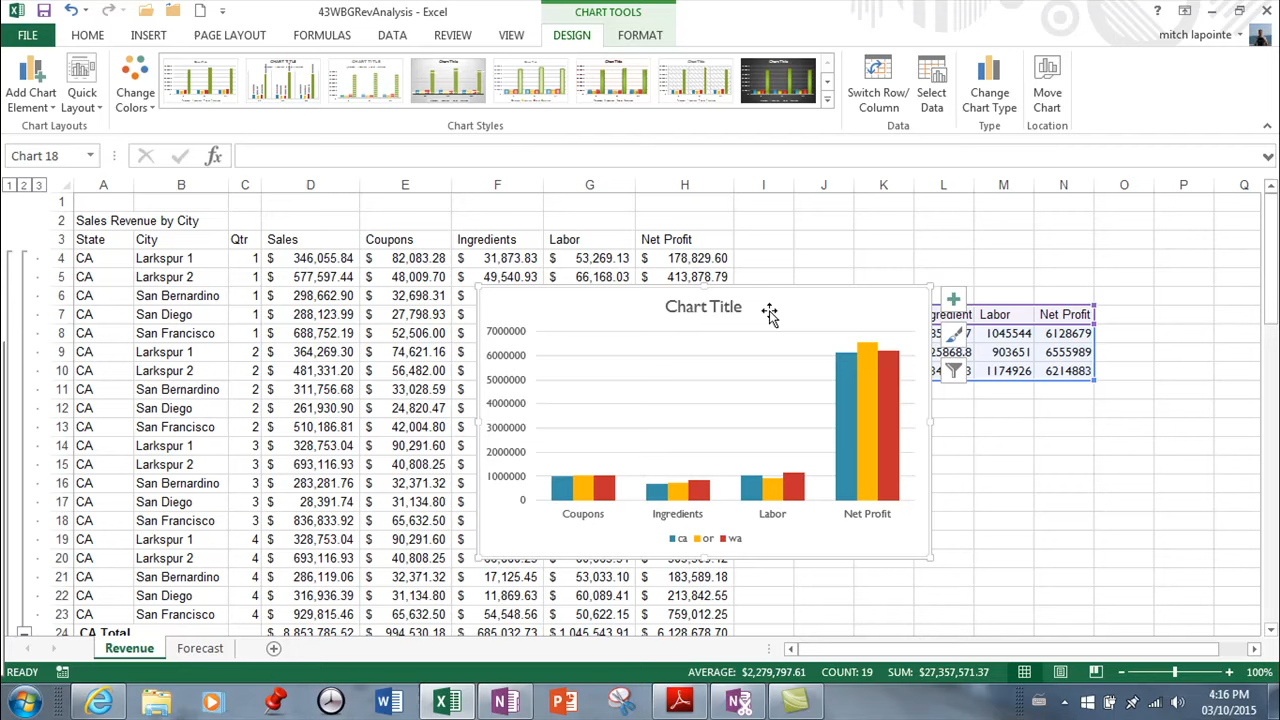 43WBGRevAnalysis - Excel
CHART TOOLS
FILE HOME INSERT PAGE LAYOUT FORMULAS DATA REVIEW VIEW DESIGN FORMAT mitch lapointe
Add Chart Element Quick Layout Change Colors Switch Row/ Column Select Data Change Chart Type Move Chart
Chart Layouts Chart Styles Data Type Location
Chart 18 fx
1 2 3 A B C D E F G H I J K L M N O P Q
1
2 Sales Revenue by City
3 State City Qtr Sales Coupons Ingredients Labor Net Profit
4 CA Larkspur 1 1 $ 346,055.84 $ 82,083.28 $ 31,873.83 $ 53,269.13 $ 178,829.60
5 CA Larkspur 2 1 $ 577,597.44 $ 48,009.70 $ 49,540.93 $ 66,168.03 $ 413,878.79
6 CA San Bernardino 1 $ 298,662.90 $ 32,698.31 $
7 CA San Diego 1 $ 288,123.99 $ 27,798.93 $ Labor Net Profit
8 CA San Francisco 1 $ 688,752.19 $ 52,506.00 $ 1045544 6128679
9 CA Larkspur 1 2 $ 364,269.30 $ 74,621.16 $ 903651 6555989
10 CA Larkspur 2 2 $ 481,331.20 $ 56,482.00 $ 1174926 6214883
11 CA San Bernardino 2 $ 311,756.68 $ 33,028.59 $
12 CA San Diego 2 $ 261,930.90 $ 24,820.47 $
13 CA San Francisco 2 $ 510,186.81 $ 42,004.80 $
14 CA Larkspur 1 3 $ 328,753.04 $ 90,291.60 $
15 CA Larkspur 2 3 $ 693,116.93 $ 40,808.25 $
16 CA San Bernardino 3 $ 283,281.76 $ 32,371.32 $
17 CA San Diego 3 $ 28,391.74 $ 31,134.80 $
18 CA San Francisco 3 $ 836,833.92 $ 65,632.50 $
19 CA Larkspur 1 4 $ 328,753.04 $ 90,291.60 $
20 CA Larkspur 2 4 $ 693,116.93 $ 40,808.25 $
21 CA San Bernardino 4 $ 286,119.06 $ 32,371.32 $ 17,125.45 $ 53,033.10 $ 183,589.18
22 CA San Diego 4 $ 316,936.39 $ 31,134.80 $ 11,869.63 $ 60,089.41 $ 213,842.55
23 CA San Francisco 4 $ 929,815.46 $ 65,632.50 $ 54,548.56 $ 50,622.15 $ 759,012.25
24 CA Total $ 8,853,785.52 $ 994,530.18 $ 685,032.73 $ 1,045,543.91 $ 6,128,678.70
Chart Title
7000000
6000000
5000000
4000000
3000000
2000000
1000000
0
Coupons Ingredients Labor Net Profit
ca or wa
Revenue Forecast
READY AVERAGE: $2,279,797.61 COUNT: 19 SUM: $27,357,571.37 100%
4:16 PM
03/10/2015